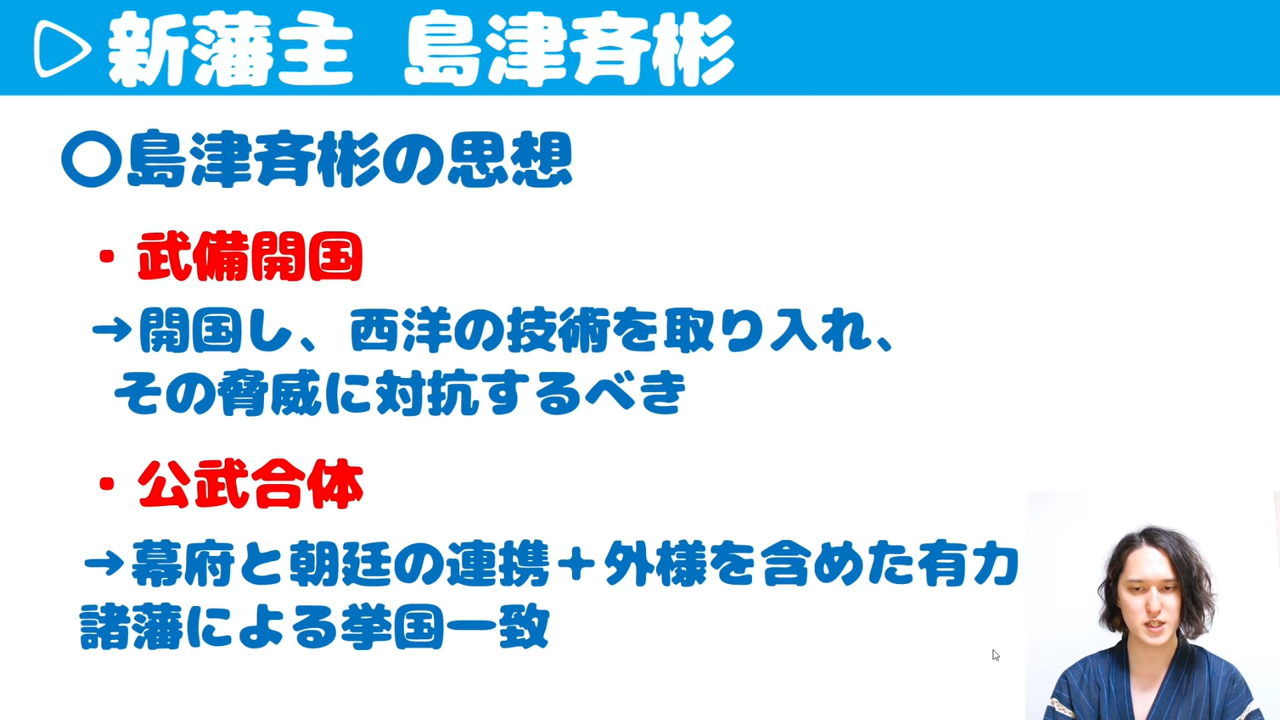 ▷新藩主 島津斉彬
〇島津斉彬の思想
・武備開国
→開国し、西洋の技術を取り入れ、
その脅威に対抗するべき
・公武合体
→幕府と朝廷の連携＋外様を含めた有力
諸藩による挙国一致